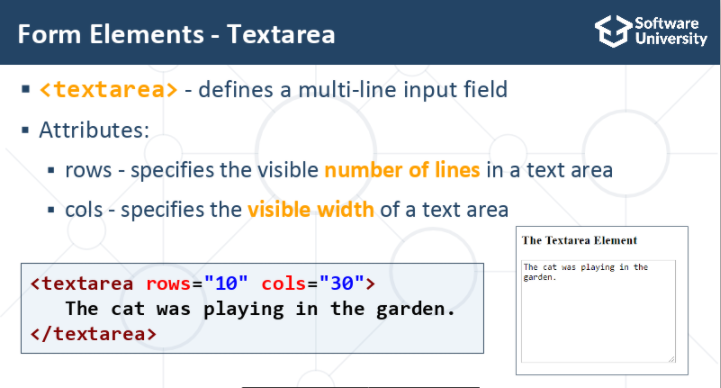 Form Elements - Textarea
Software
University
▪ <textarea> - defines a multi-line input field
▪ Attributes:
▪ rows - specifies the visible number of lines in a text area
▪ cols - specifies the visible width of a text area
<textarea rows="10" cols="30">
The cat was playing in the garden.
</textarea>
The Textarea Element
The cat was playing in the
garden.